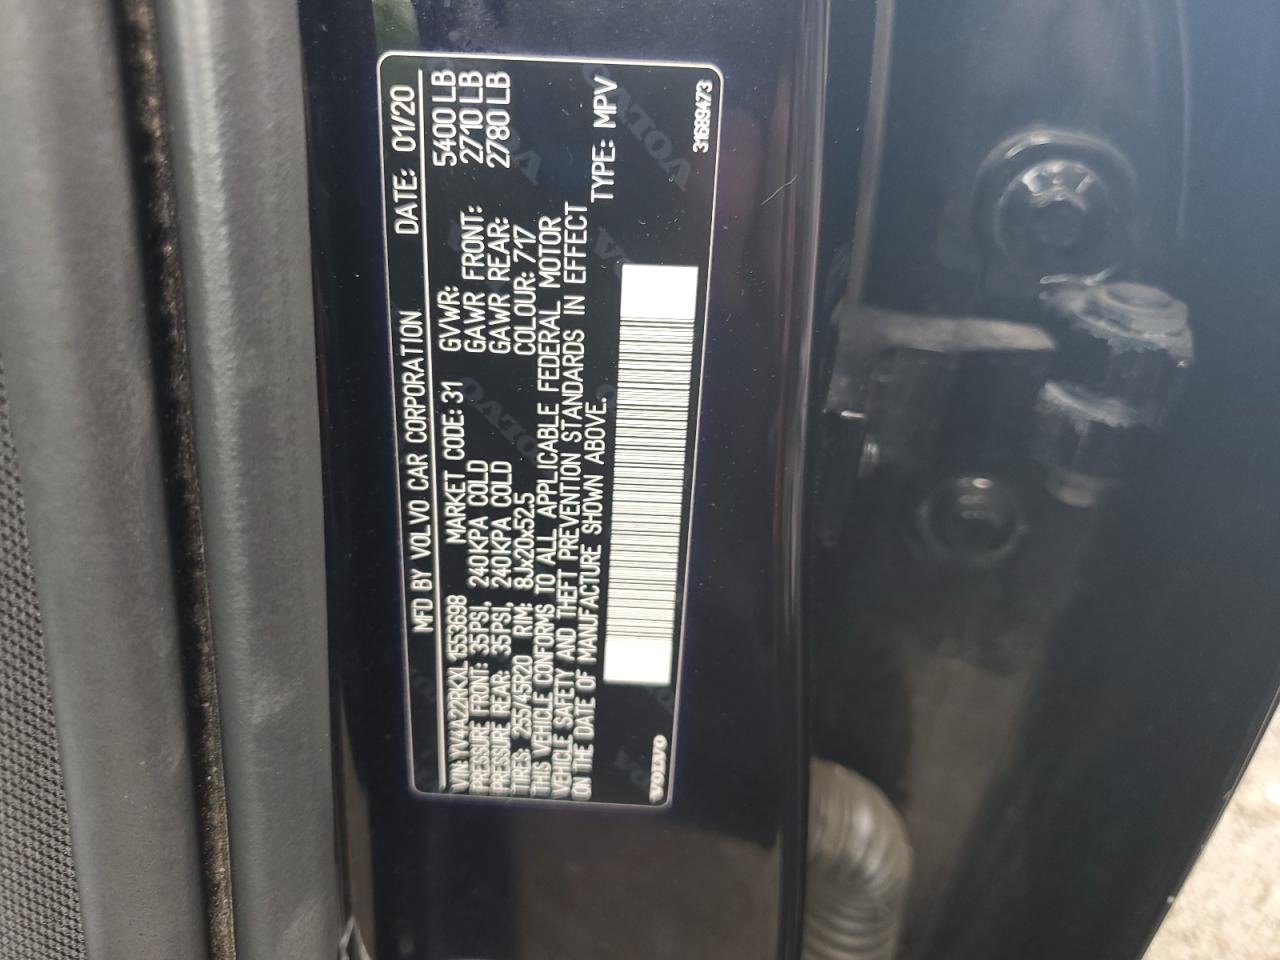 MFD BY VOLVO CAR CORPORATION DATE: 01/20
VIN: YV4A22RKXL1553698 MARKET CODE: 31 GVWR: 5400 LB
PRESSURE FRONT: 35PSI, 240KPA COLD GAWR FRONT: 2710 LB
PRESSURE REAR: 35PSI, 240KPA COLD GAWR REAR: 2780 LB
TIRES: 255/45R20 RIM: 8Jx20x52.5 COLOUR: 717
THIS VEHICLE CONFORMS TO ALL APPLICABLE FEDERAL MOTOR
VEHICLE SAFETY AND THEFT PREVENTION STANDARDS IN EFFECT
ON THE DATE OF MANUFACTURE SHOWN ABOVE. TYPE: MPV
VOLVO 31689473